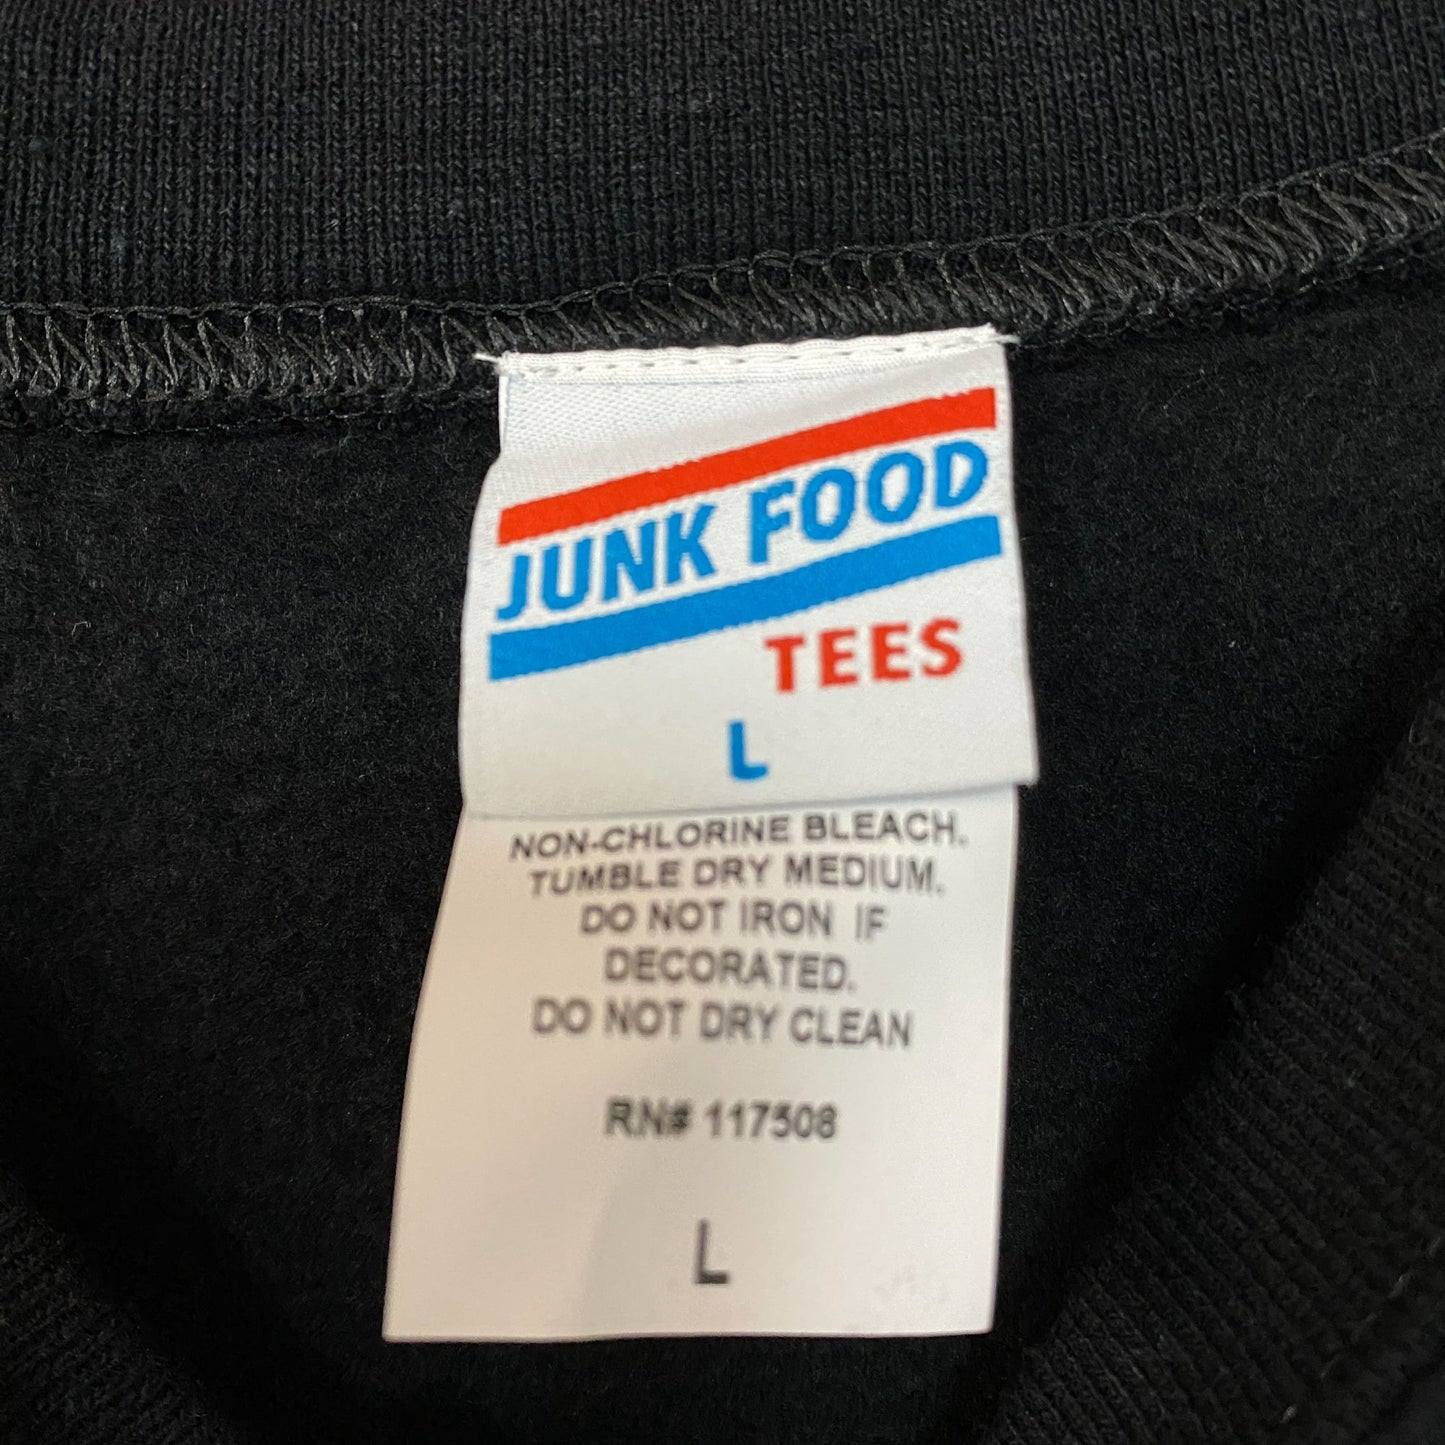 JUNK FOOD
TEES
L
NON-CHLORINE BLEACH.
TUMBLE DRY MEDIUM.
DO NOT IRON IF
DECORATED.
DO NOT DRY CLEAN
RN# 117508
L